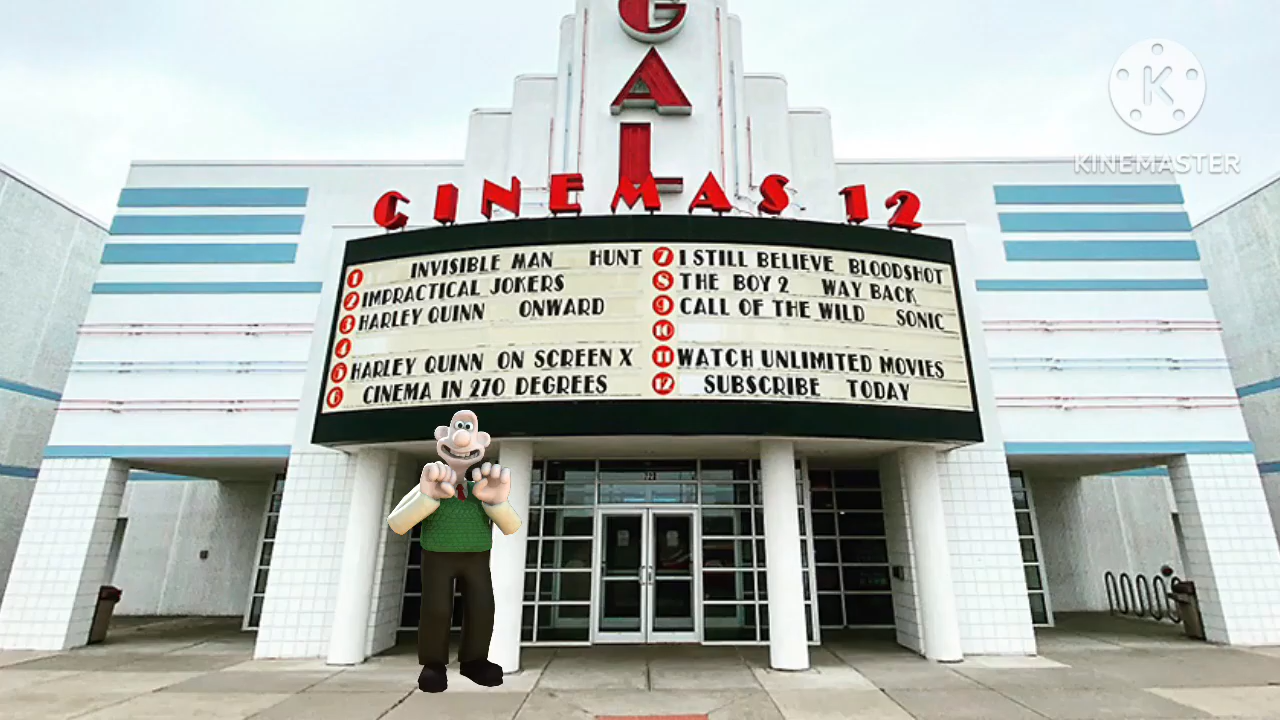 GAL
CINEMAS 12
1 INVISIBLE MAN HUNT
2 IMPRACTICAL JOKERS
3 HARLEY QUINN ONWARD
4
5 HARLEY QUINN ON SCREEN X
6 CINEMA IN 270 DEGREES
7 I STILL BELIEVE BLOODSHOT
8 THE BOY 2 WAY BACK
9 CALL OF THE WILD SONIC
10
11 WATCH UNLIMITED MOVIES
12 SUBSCRIBE TODAY
K
KINEMASTER